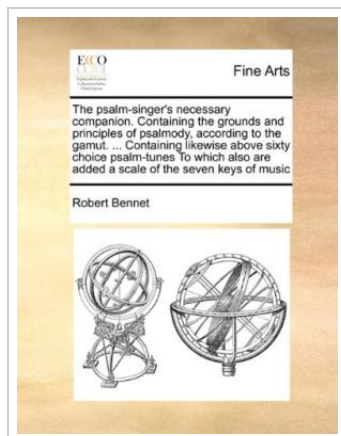 ECCO
Fine Arts
The psalm-singer's necessary
companion. Containing the grounds and
principles of psalmody, according to the
gamut. ... Containing likewise above sixty
choice psalm-tunes To which also are
added a scale of the seven keys of music
Robert Bennet